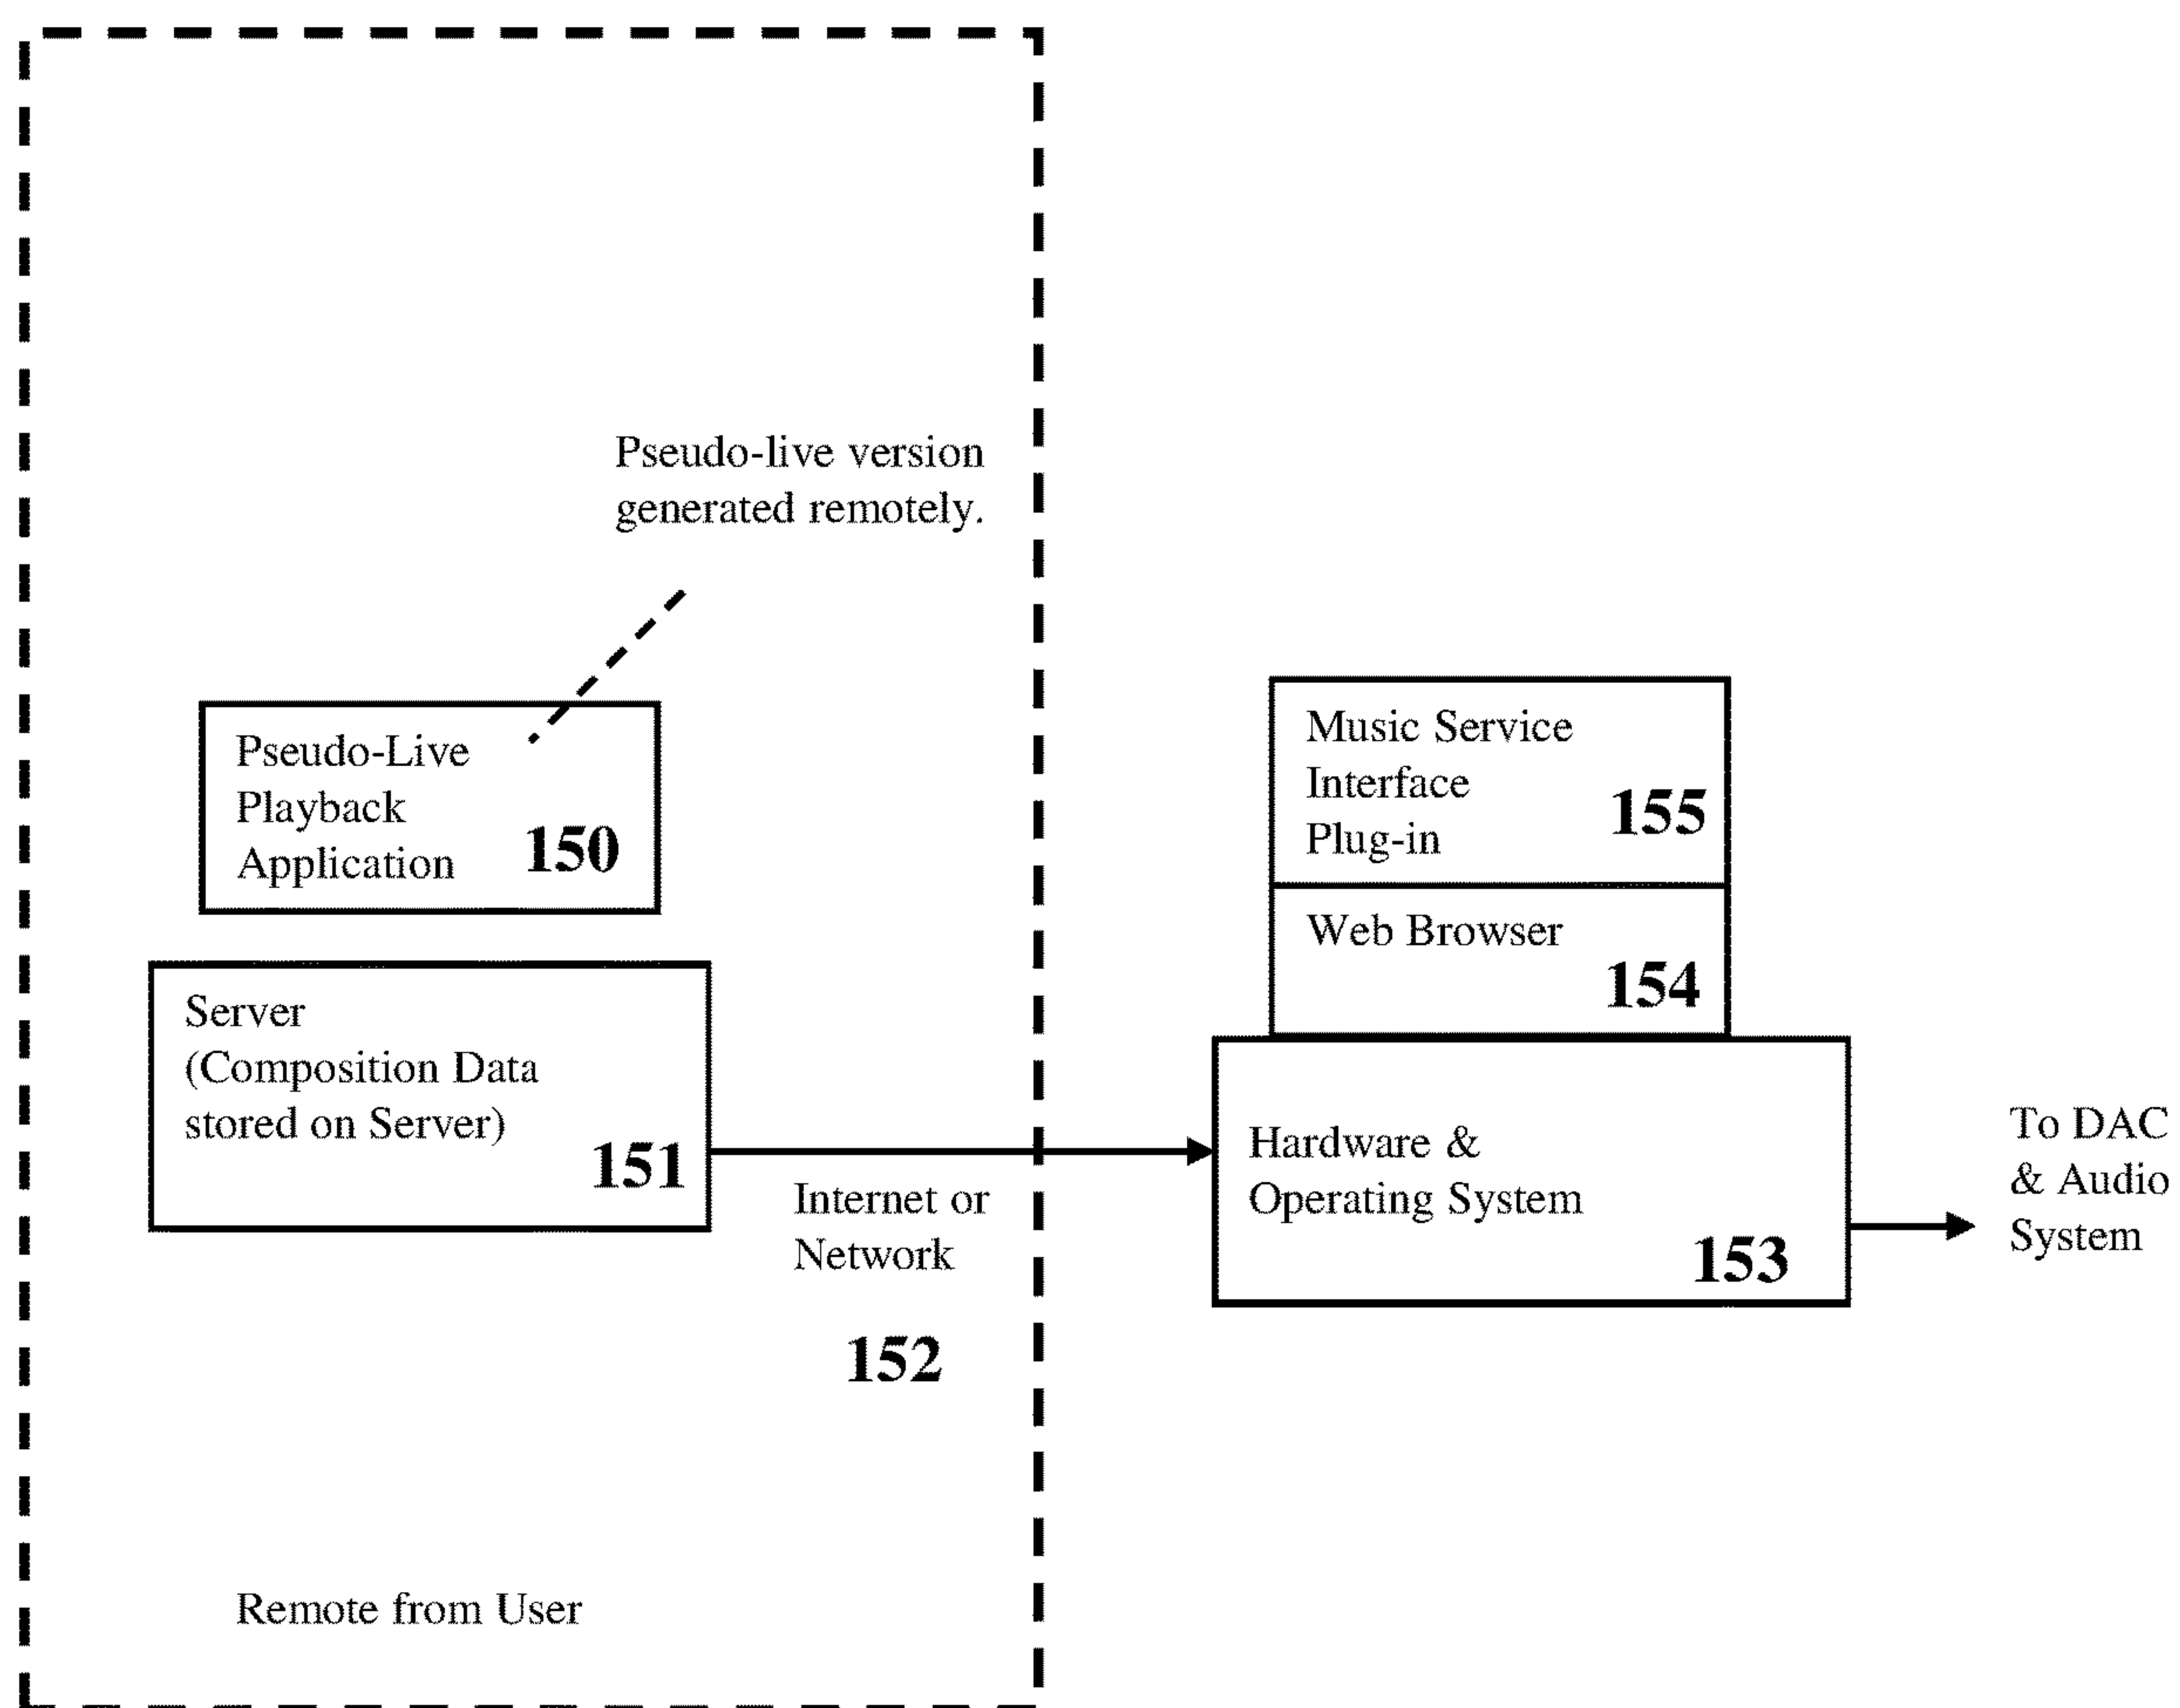 Pseudo-live version
generated remotely.
Pseudo-Live
Playback
Application
150
Server
(Composition Data
stored on Server)
151
Internet or
Network
152
Remote from User
Music Service
Interface
Plug-in
155
Web Browser
154
Hardware &
Operating System
153
To DAC
& Audio
System